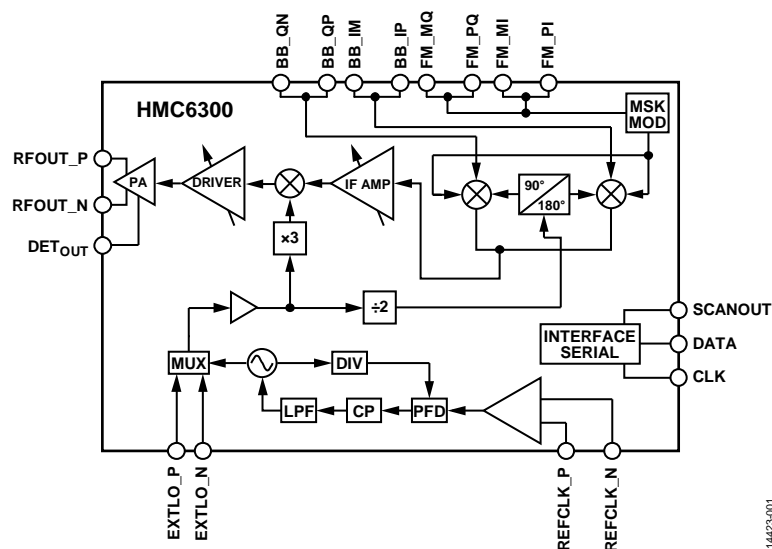 BB_QN
BB_QP
BB_IM
BB_IP
FM_MQ
FM_PQ
FM_MI
FM_PI
HMC6300
MSK
MOD
RFOUT_P
RFOUT_N
DETOUT
PA
DRIVER
IF AMP
90°
180°
×3
÷2
MUX
DIV
LPF
CP
PFD
INTERFACE
SERIAL
SCANOUT
DATA
CLK
EXTLO_P
EXTLO_N
REFCLK_P
REFCLK_N
14423-001